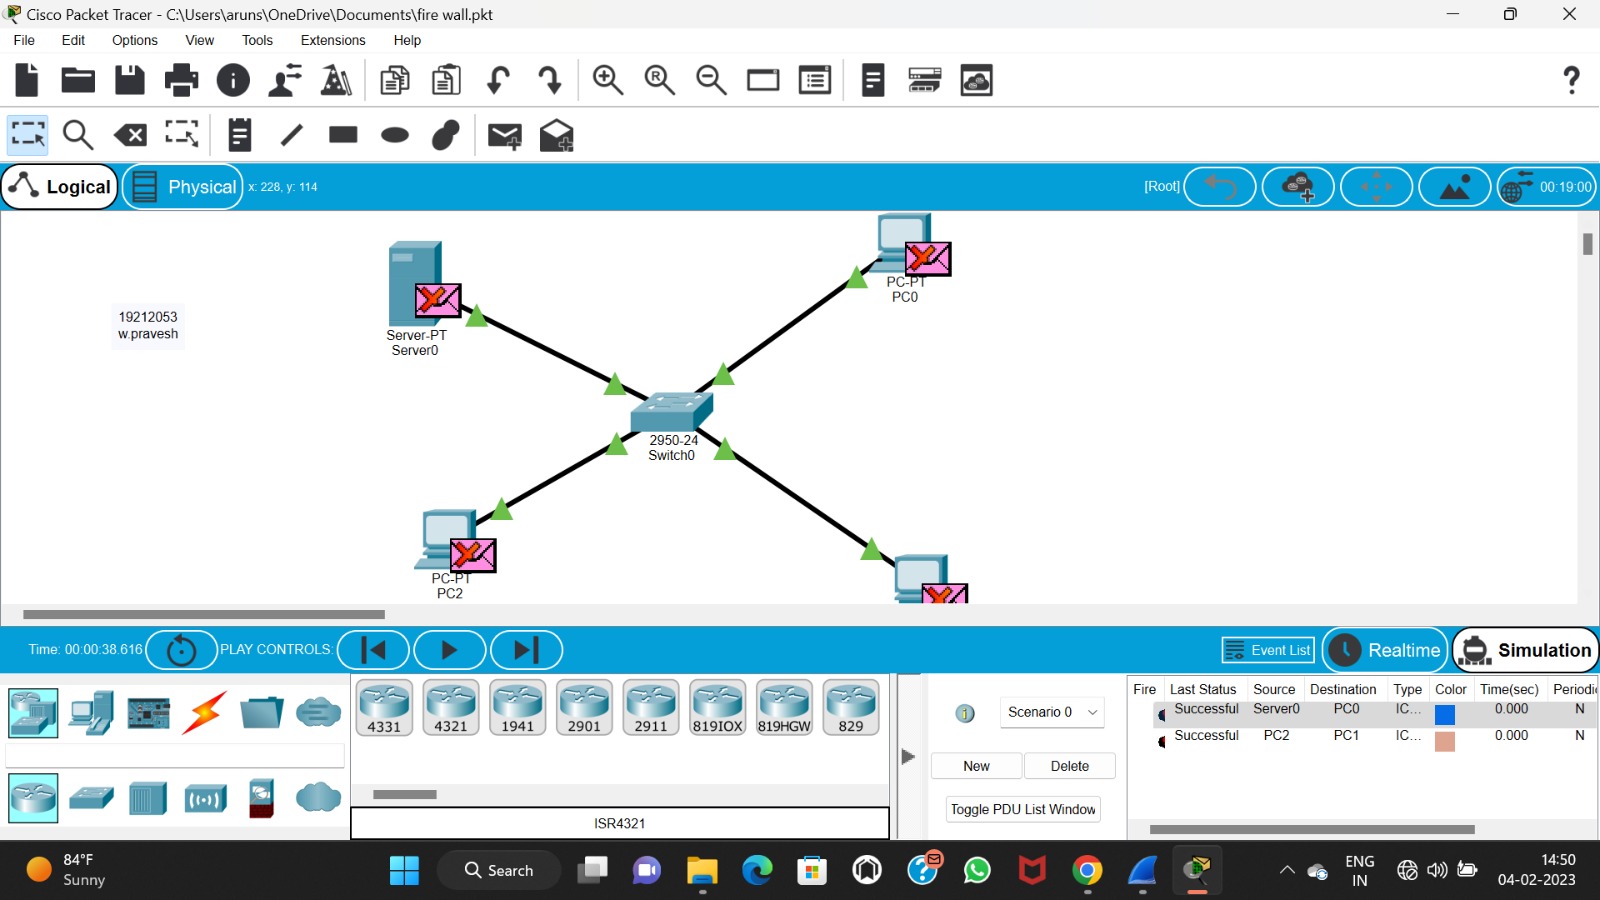 Cisco Packet Tracer - C:\Users\aruns\OneDrive\Documents\fire wall.pkt
File Edit Options View Tools Extensions Help
Logical Physical x: 228, y: 114 [Root] 00:19:00
PC-PT
PC0
19212053
w.pravesh
Server-PT
Server0
2950-24
Switch0
PC-PT
PC2
Time: 00:00:38.616 PLAY CONTROLS: Event List Realtime Simulation
4331 4321 1941 2901 2911 819IOX 819HGW 829
ISR4321
Scenario 0
New Delete
Toggle PDU List Window
Fire Last Status Source Destination Type Color Time(sec) Periodic
Successful Server0 PC0 IC... 0.000 N
Successful PC2 PC1 IC... 0.000 N
84°F
Sunny
Search
ENG
IN
14:50
04-02-2023